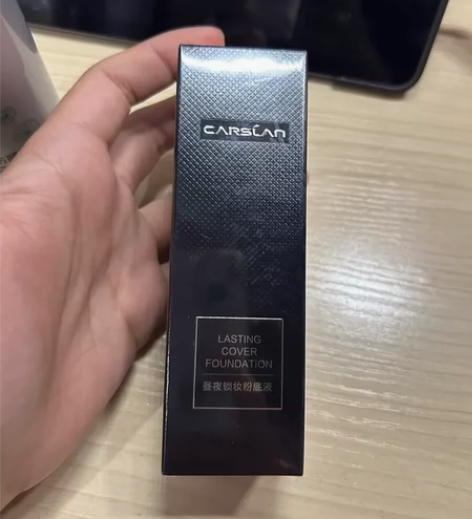 CARSLAN
LASTING
COVER
FOUNDATION
昼夜锁妆粉底液